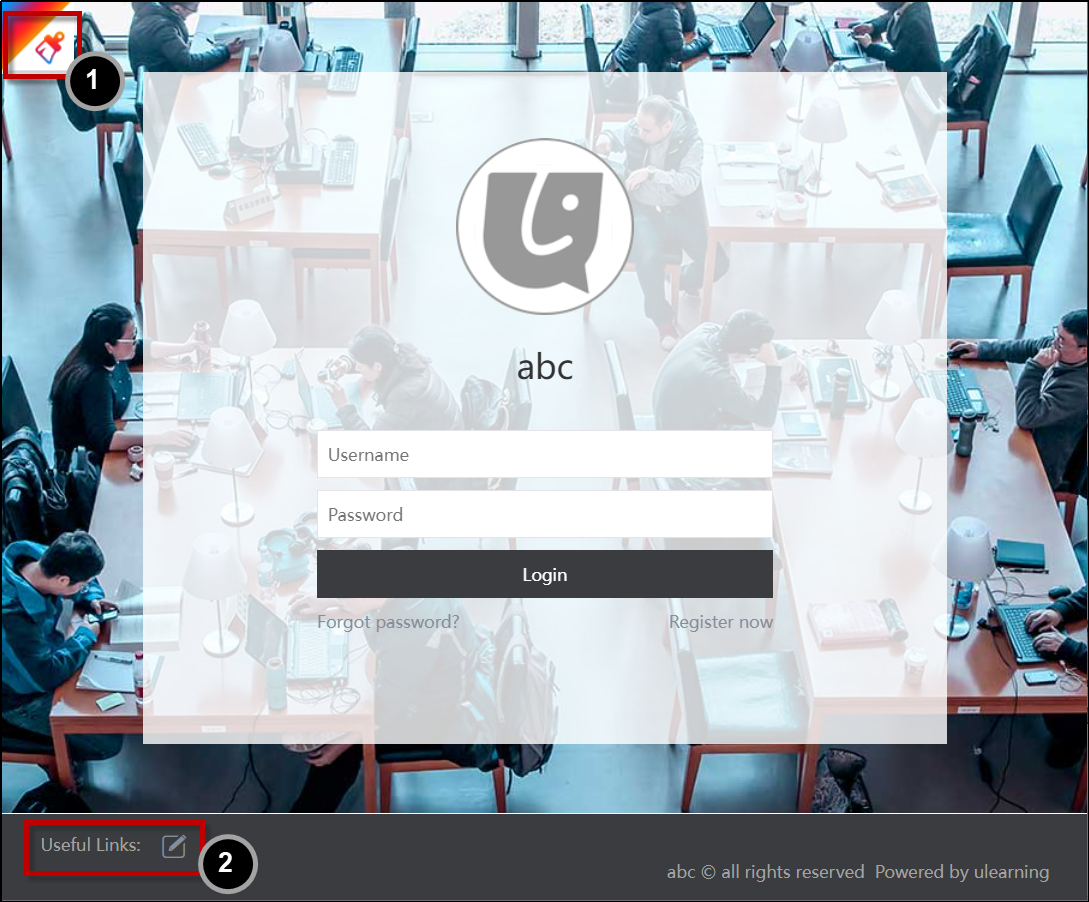 1
abc
Username
Password
Login
Forgot password? Register now
Useful Links:
2
abc © all rights reserved Powered by ulearning